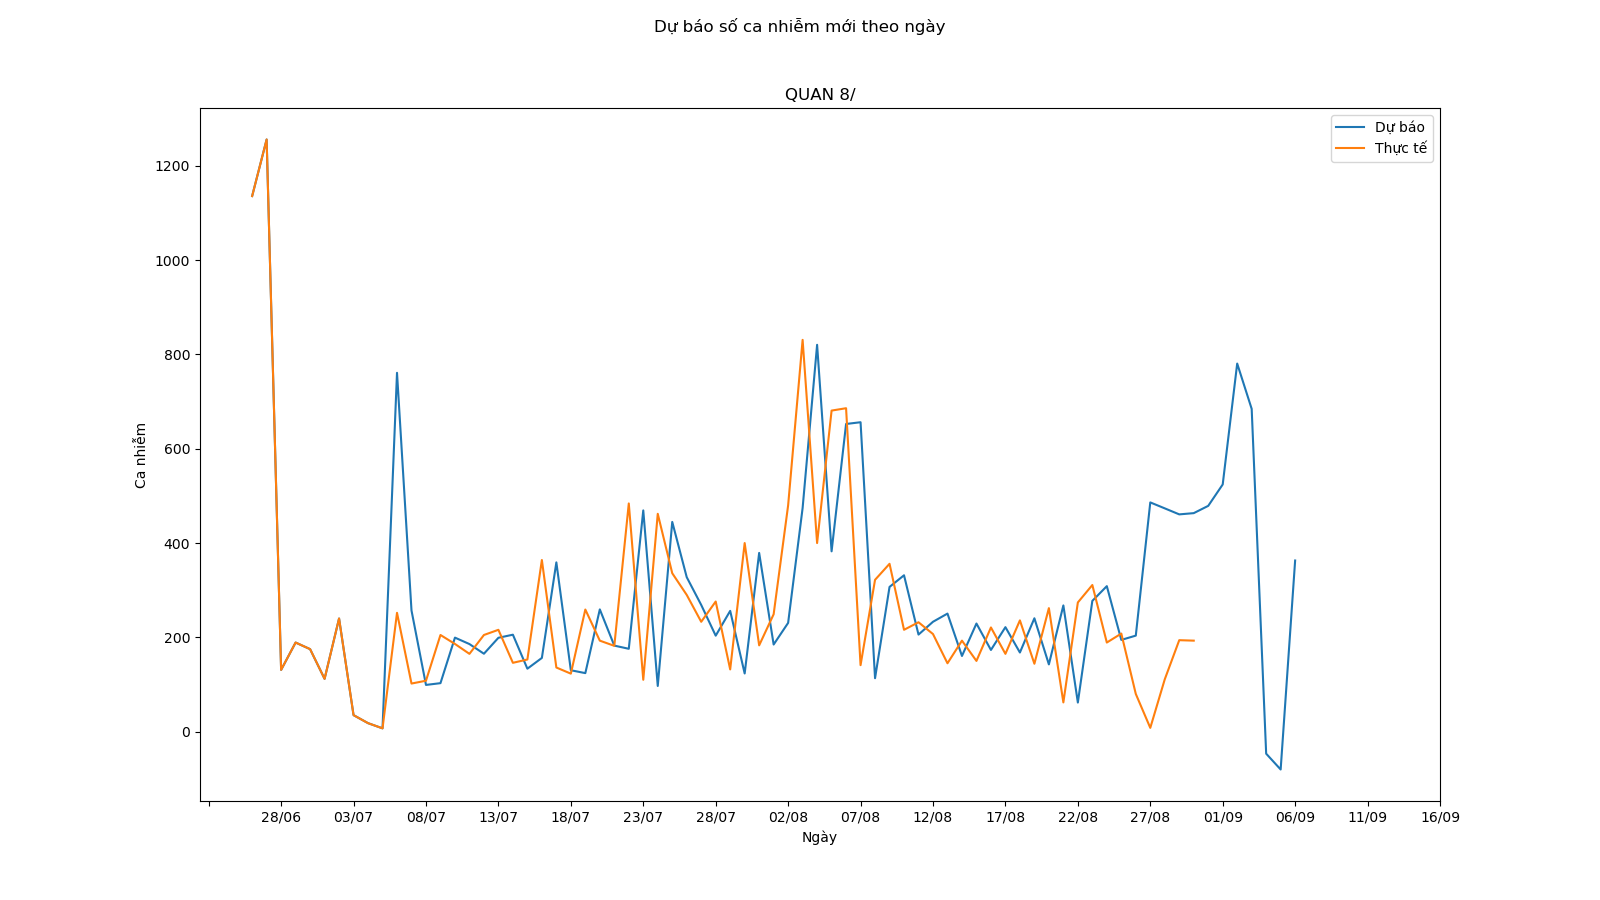 Dự báo số ca nhiễm mới theo ngày
QUAN 8/
Dự báo
Thực tế
1200
1000
800
600
400
200
0
Ca nhiễm
28/06 03/07 08/07 13/07 18/07 23/07 28/07 02/08 07/08 12/08 17/08 22/08 27/08 01/09 06/09 11/09 16/09
Ngày